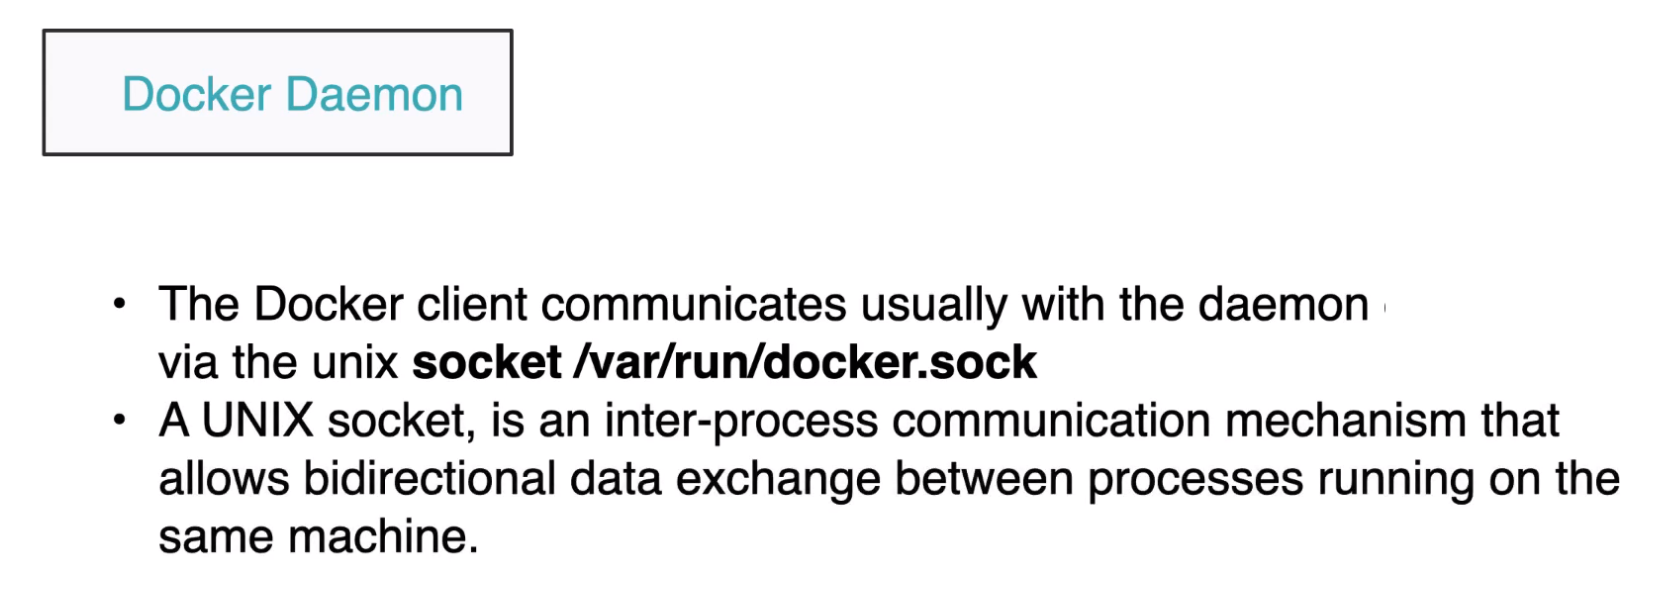 Docker Daemon
• The Docker client communicates usually with the daemon
via the unix socket /var/run/docker.sock
• A UNIX socket, is an inter-process communication mechanism that
allows bidirectional data exchange between processes running on the
same machine.